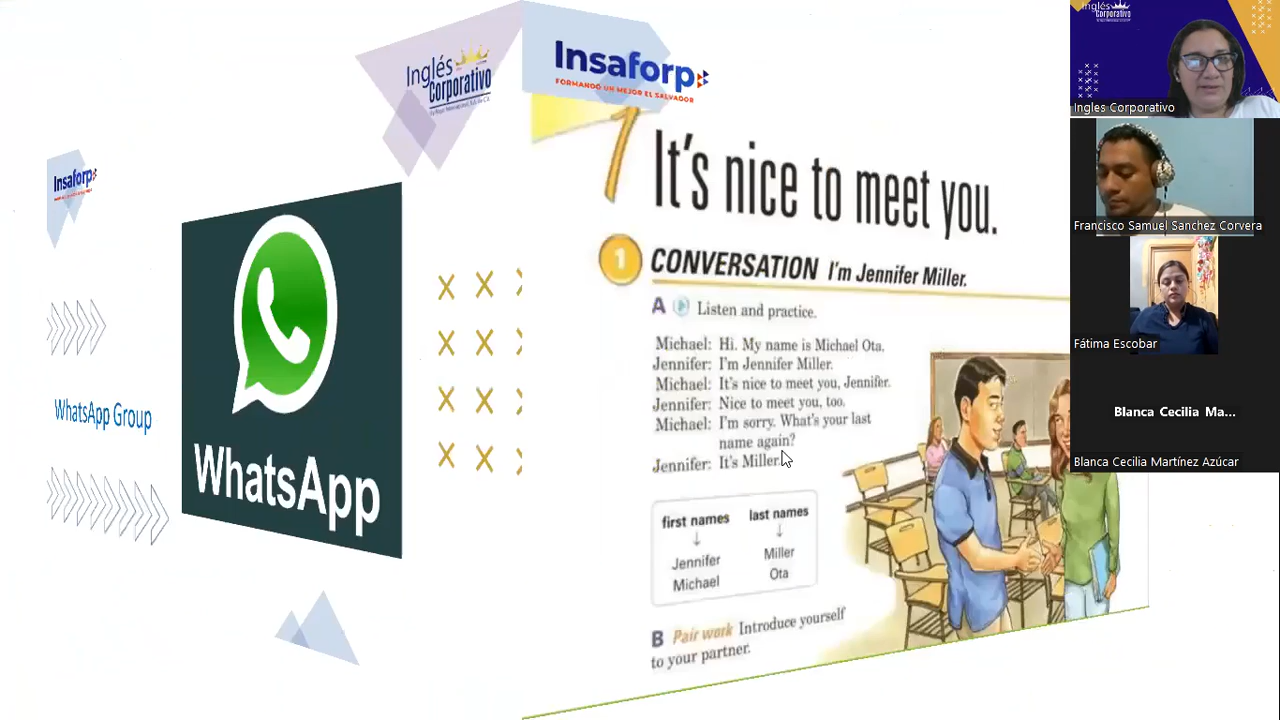 Insaforp
WhatsApp Group
WhatsApp
Inglés
Corporativo
Insaforp
FORMANDO UN MEJOR EL SALVADOR
1 It's nice to meet you.
1 CONVERSATION I'm Jennifer Miller.
A Listen and practice.
Michael: Hi. My name is Michael Ota.
Jennifer: I'm Jennifer Miller.
Michael: It's nice to meet you, Jennifer.
Jennifer: Nice to meet you, too.
Michael: I'm sorry. What's your last
name again?
Jennifer: It's Miller.
first names last names
Jennifer Miller
Michael Ota
B Pair work Introduce yourself
to your partner.
Inglés
Corporativo
Ingles Corporativo
Francisco Samuel Sanchez Corvera
Fátima Escobar
Blanca Cecilia Ma...
Blanca Cecilia Martínez Azúcar